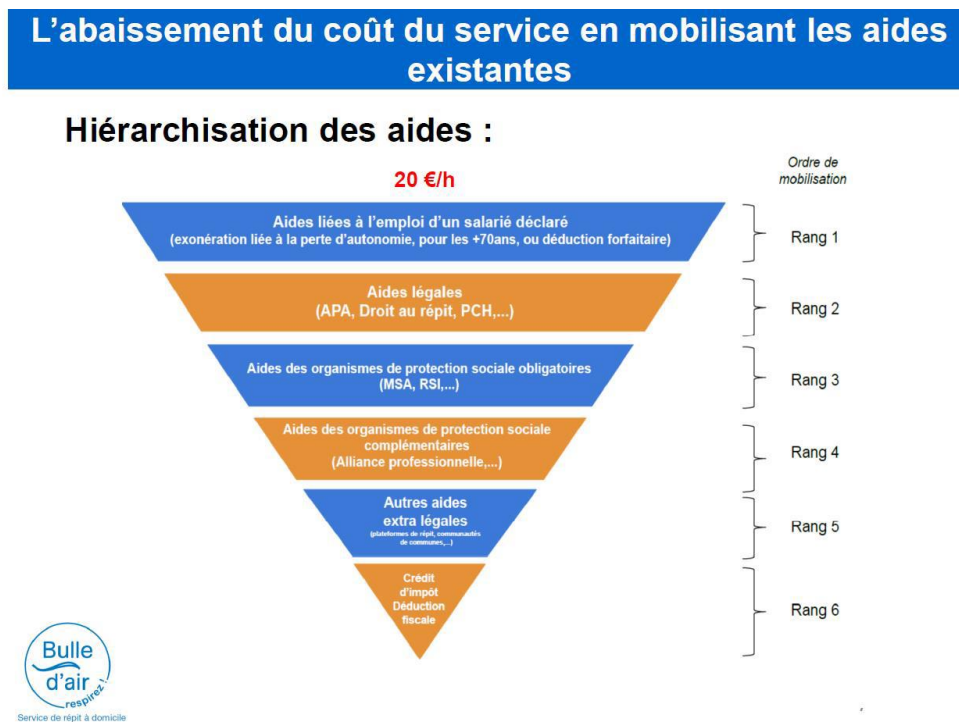 L'abaissement du coût du service en mobilisant les aides
existantes
Hiérarchisation des aides :
20 €/h
Ordre de
mobilisation
Aides liées à l'emploi d'un salarié déclaré
(exonération liée à la perte d'autonomie, pour les +70ans, ou déduction forfaitaire)
Rang 1
Aides légales
(APA, Droit au répit, PCH,...)
Rang 2
Aides des organismes de protection sociale obligatoires
(MSA, RSI,...)
Rang 3
Aides des organismes de protection sociale
complémentaires
(Alliance professionnelle,...)
Rang 4
Autres aides
extra légales
(plateformes de répit, communautés
de communes,...)
Rang 5
Crédit
d'impôt
Déduction
fiscale
Rang 6
Bulle
d'air
respirez !
Service de répit à domicile